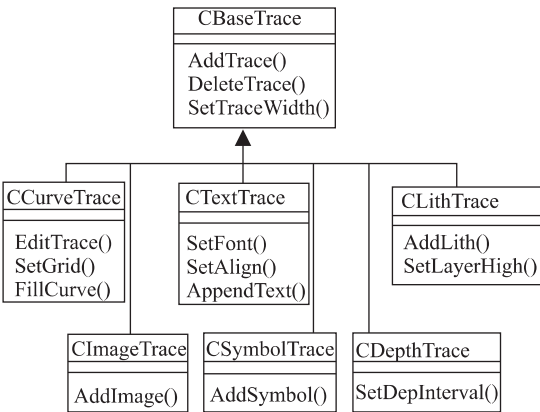 CBaseTrace
AddTrace()
DeleteTrace()
SetTraceWidth()
CCurveTrace
EditTrace()
SetGrid()
FillCurve()
CTextTrace
SetFont()
SetAlign()
AppendText()
CLithTrace
AddLith()
SetLayerHigh()
CImageTrace
AddImage()
CSymbolTrace
AddSymbol()
CDepthTrace
SetDepInterval()